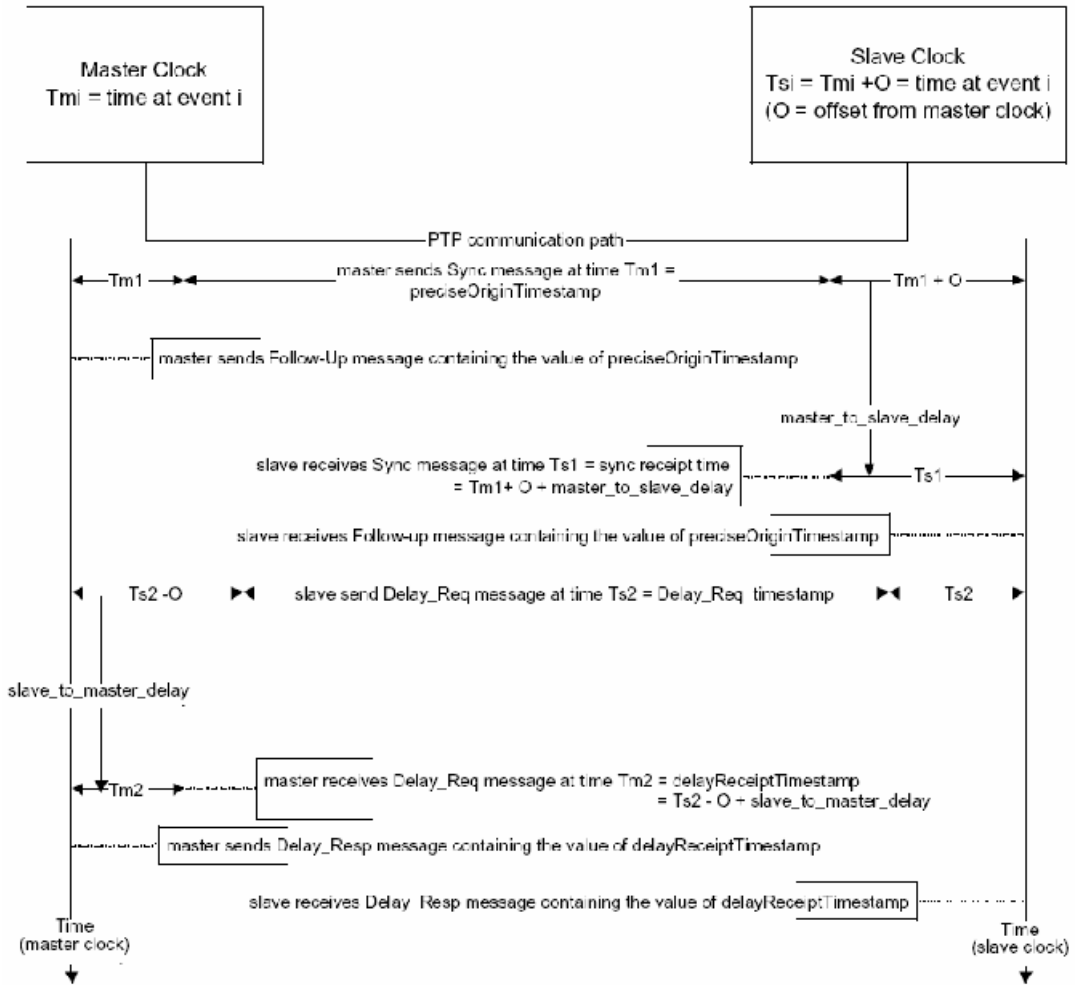 Master Clock
Tmi = time at event i
Slave Clock
Tsi = Tmi +O = time at event i
(O = offset from master clock)
PTP communication path
Tm1
master sends Sync message at time Tm1 =
preciseOriginTimestamp
Tm1 + O
master sends Follow-Up message containing the value of preciseOriginTimestamp
master_to_slave_delay
slave receives Sync message at time Ts1 = sync receipt time
= Tm1+ O + master_to_slave_delay
Ts1
slave receives Follow-up message containing the value of preciseOriginTimestamp
Ts2 -O
slave send Delay_Req message at time Ts2 = Delay_Req timestamp
Ts2
slave_to_master_delay
Tm2
master receives Delay_Req message at time Tm2 = delayReceiptTimestamp
= Ts2 - O + slave_to_master_delay
master sends Delay_Resp message containing the value of delayReceiptTimestamp
slave receives Delay_Resp message containing the value of delayReceiptTimestamp
Time
(master clock)
Time
(slave clock)